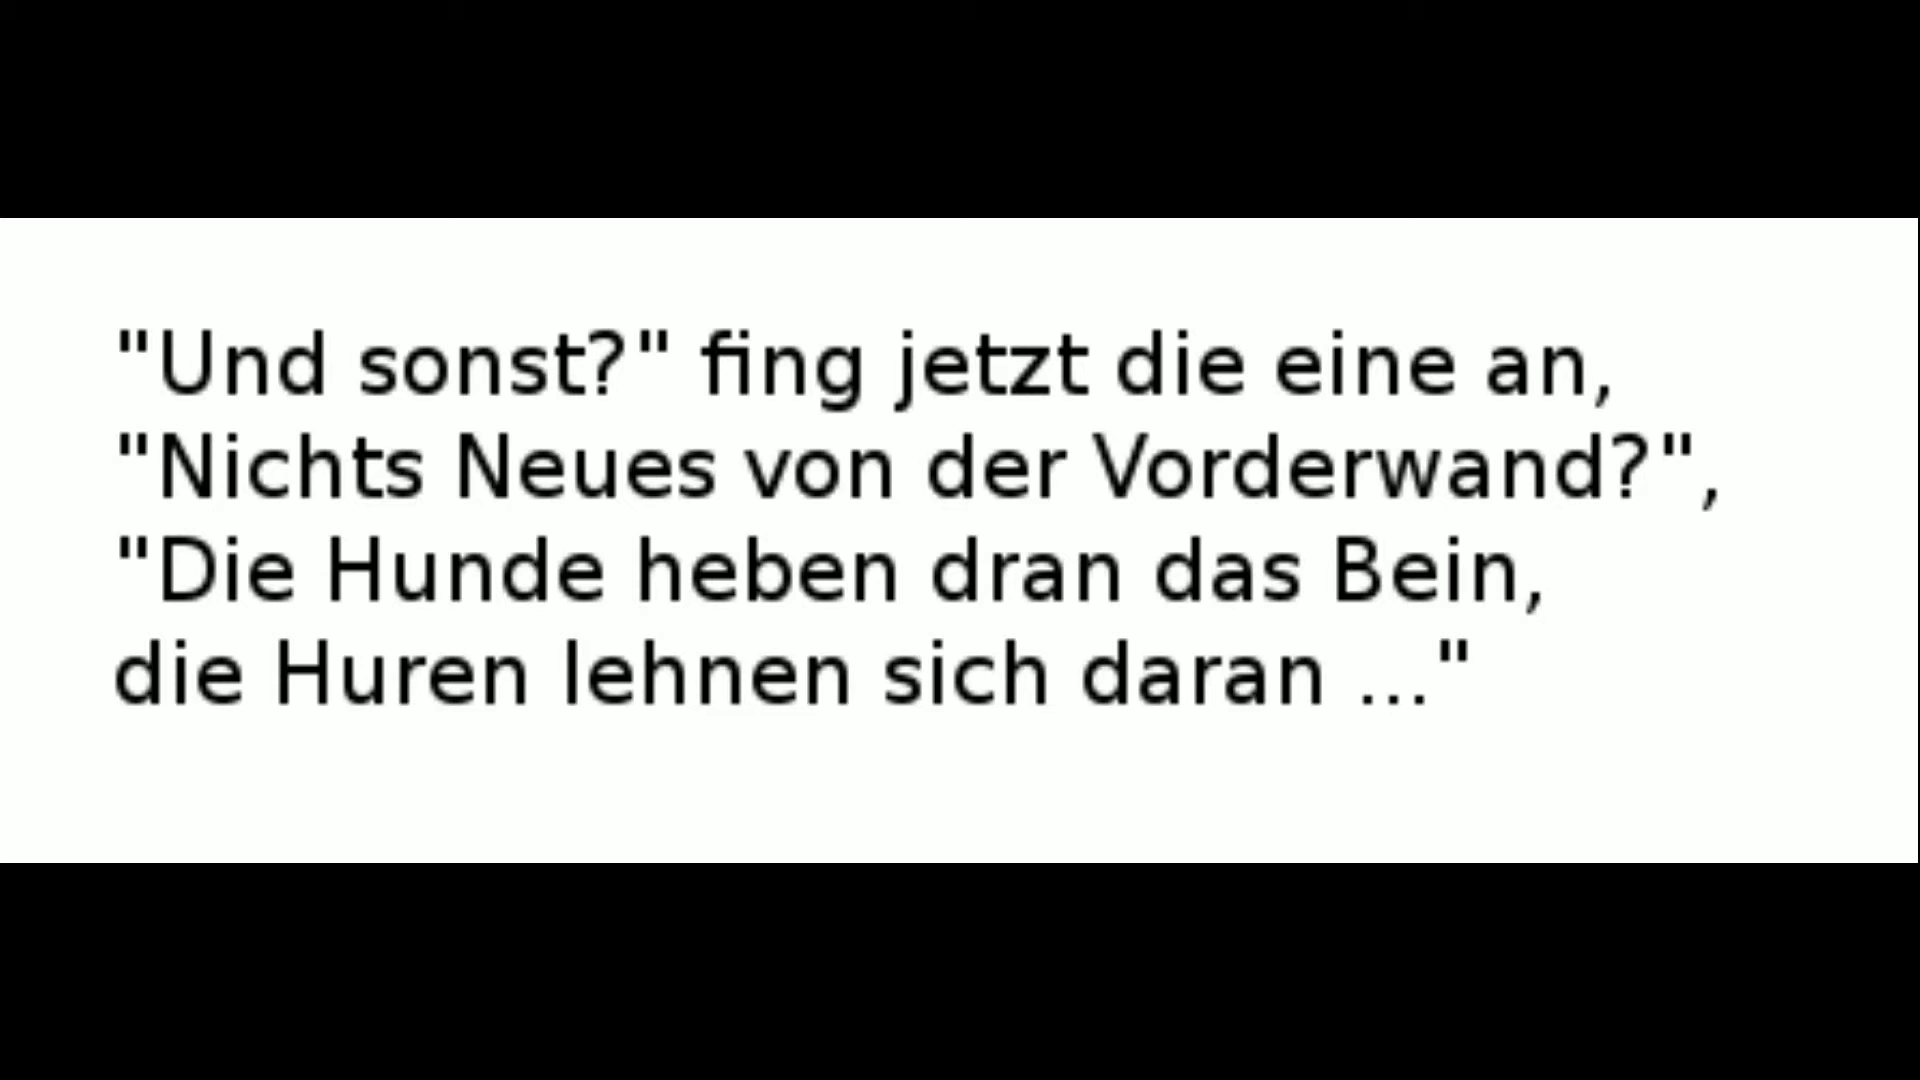 "Und sonst?" fing jetzt die eine an,
"Nichts Neues von der Vorderwand?",
"Die Hunde heben dran das Bein,
die Huren lehnen sich daran ..."